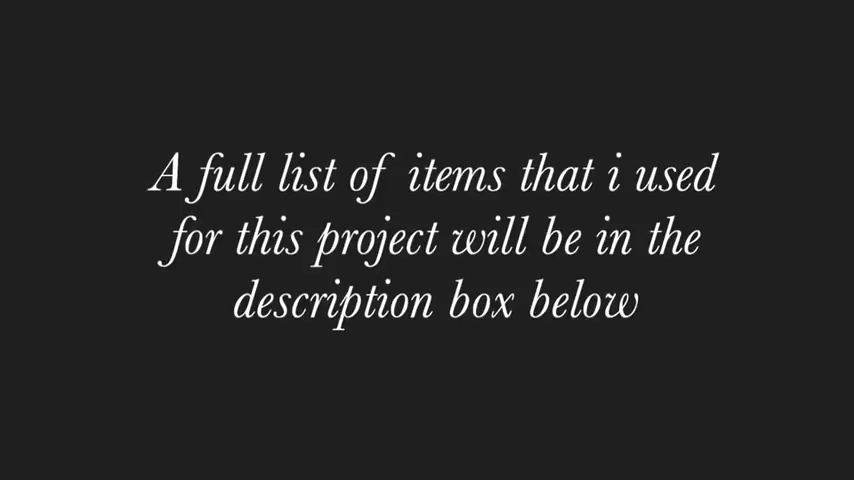 A full list of items that i used
for this project will be in the
description box below